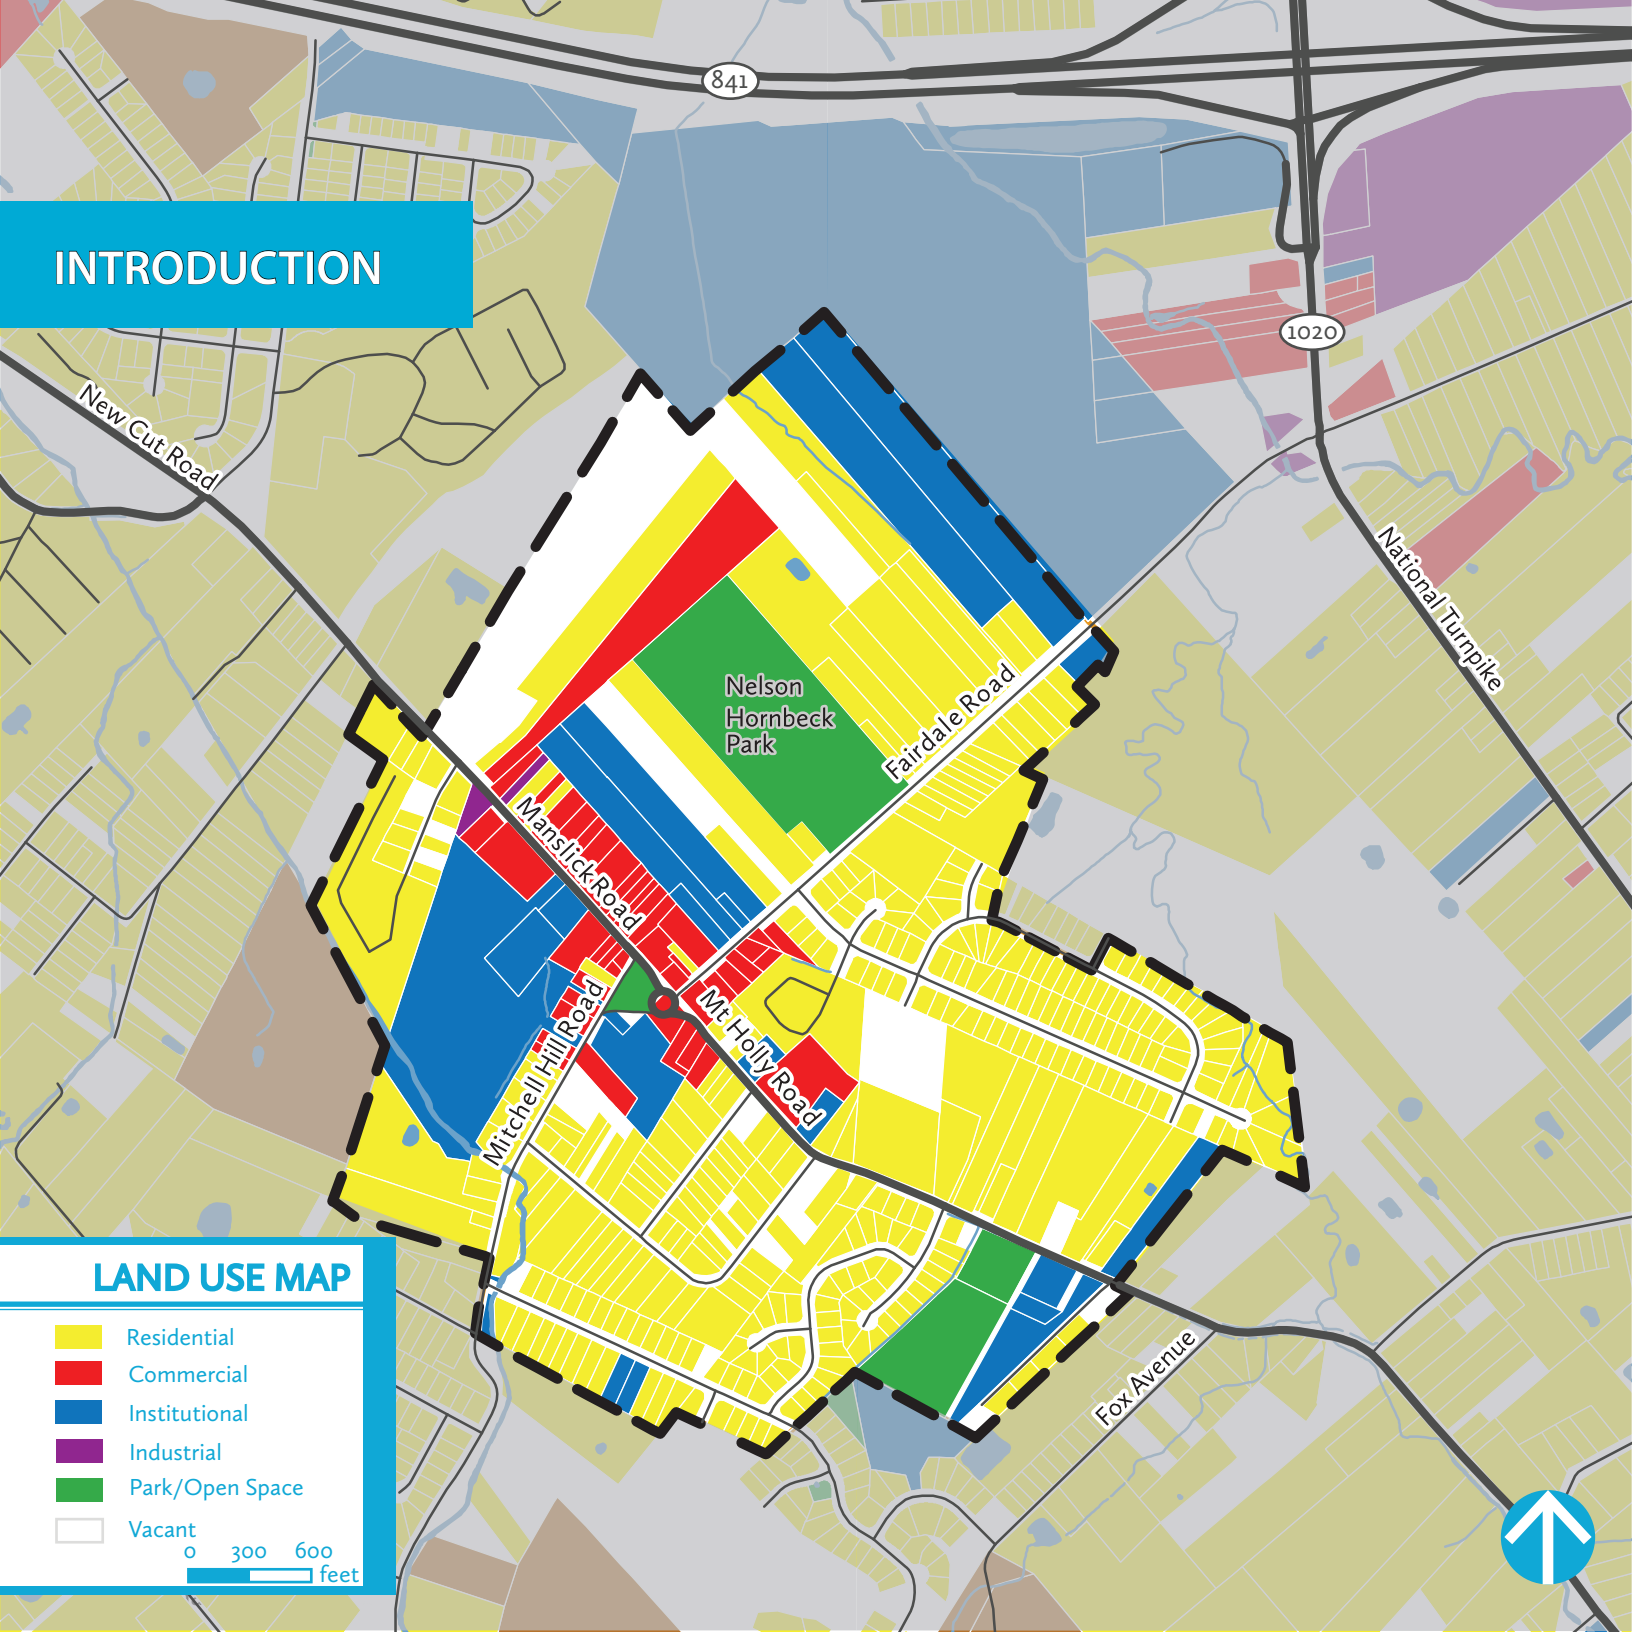 841
INTRODUCTION
1020
New Cut Road
National Turnpike
Nelson
Hornbeck
Park
Fairdale Road
Manslick Road
Mt Holly Road
Mitchell Hill Road
Fox Avenue
LAND USE MAP
Residential
Commercial
Institutional
Industrial
Park/Open Space
Vacant
0 300 600
feet